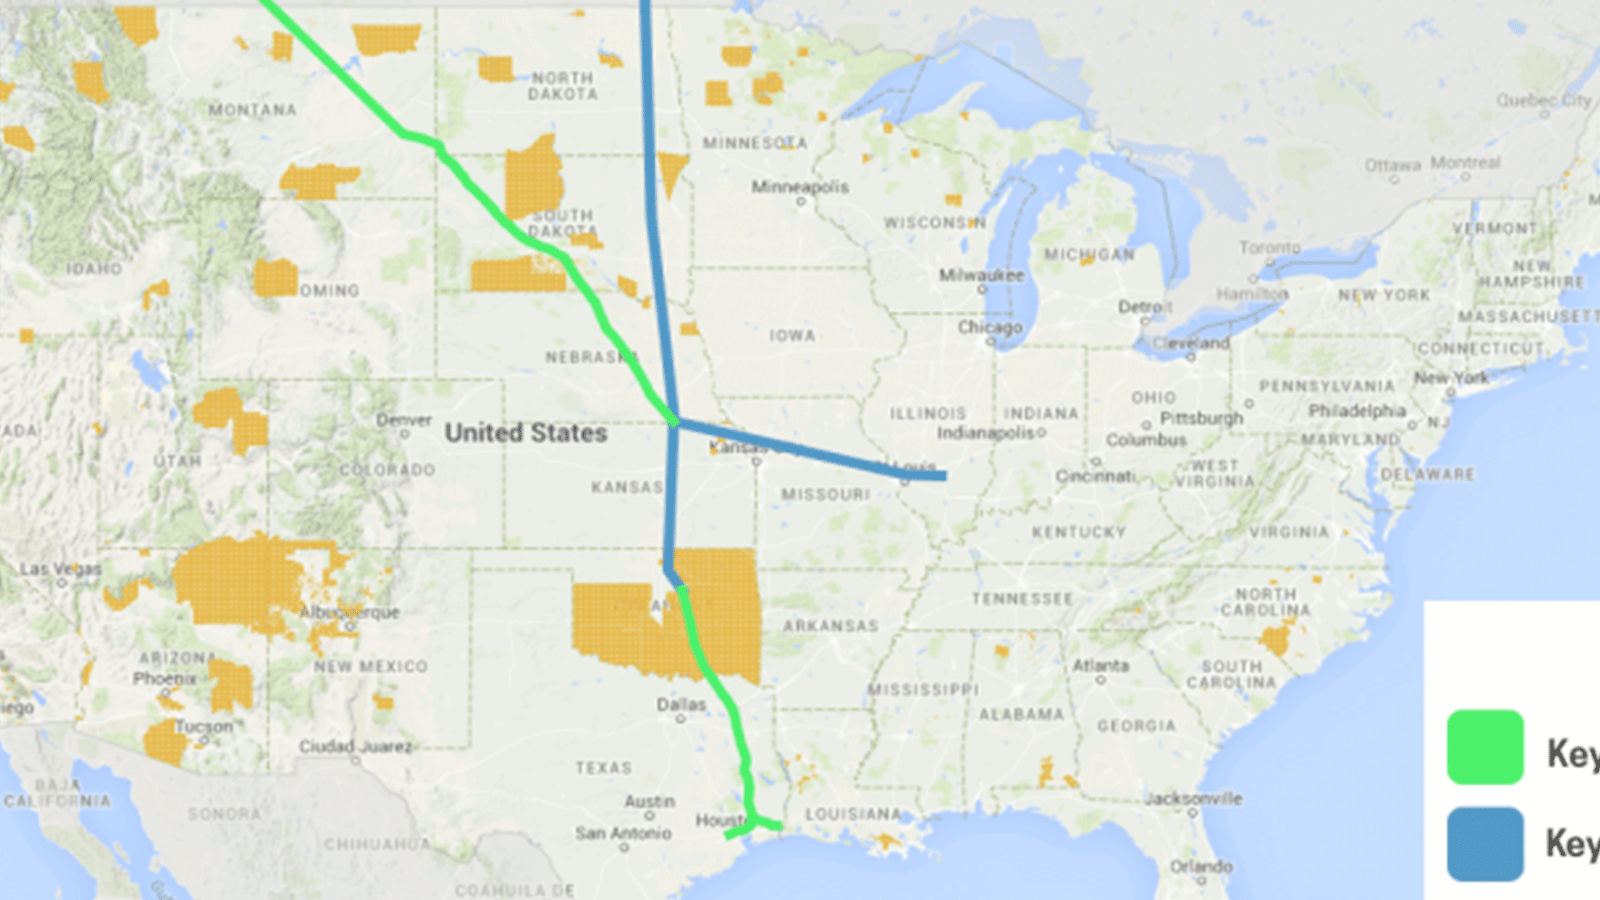 NORTH
DAKOTA
MONTANA
Quebec City
MINNESOTA
Ottawa
Montreal
Minneapolis
SOUTH
DAKOTA
WISCONSIN
VERMONT
Toronto
MICHIGAN
IDAHO
NEW
HAMPSHIRE
Milwaukee
OMING
Hamilton
NEW YORK
Detroit
MASSACHUSETT
Chicago
IOWA
Cleveland
CONNECTICUT
NEBRASKA
New York
PENNSYLVANIA
OHIO
Denver
ILLINOIS
INDIANA
Pittsburgh
Philadelphia
NJ
United States
Indianapolis
Columbus
MARYLAND
ADA
Kansas City
UTAH
COLORADO
St Louis
Cincinnati
WEST
VIRGINIA
DELAWARE
KANSAS
MISSOURI
KENTUCKY
VIRGINIA
Las Vegas
TENNESSEE
NORTH
CAROLINA
Albuquerque
ARKANSAS
ARIZONA
NEW MEXICO
Atlanta
SOUTH
CAROLINA
Phoenix
MISSISSIPPI
iego
Dallas
ALABAMA
GEORGIA
Tucson
Ciudad Juarez
TEXAS
Key
BAJA
CALIFORNIA
Austin
Jacksonville
SONORA
Houst
LOUISIANA
San Antonio
CHIHUAHUA
Key
Orlando
COAHUILA DE